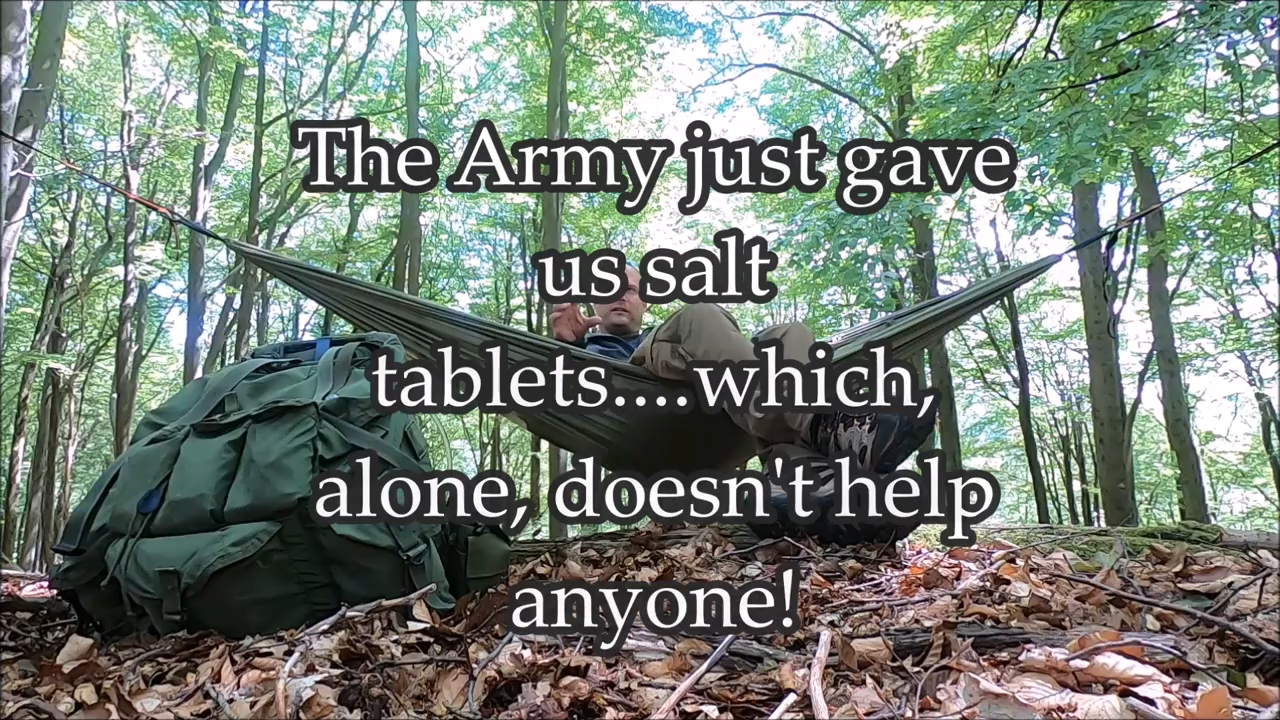 The Army just gave
us salt
tablets....which,
alone, doesn't help
anyone!